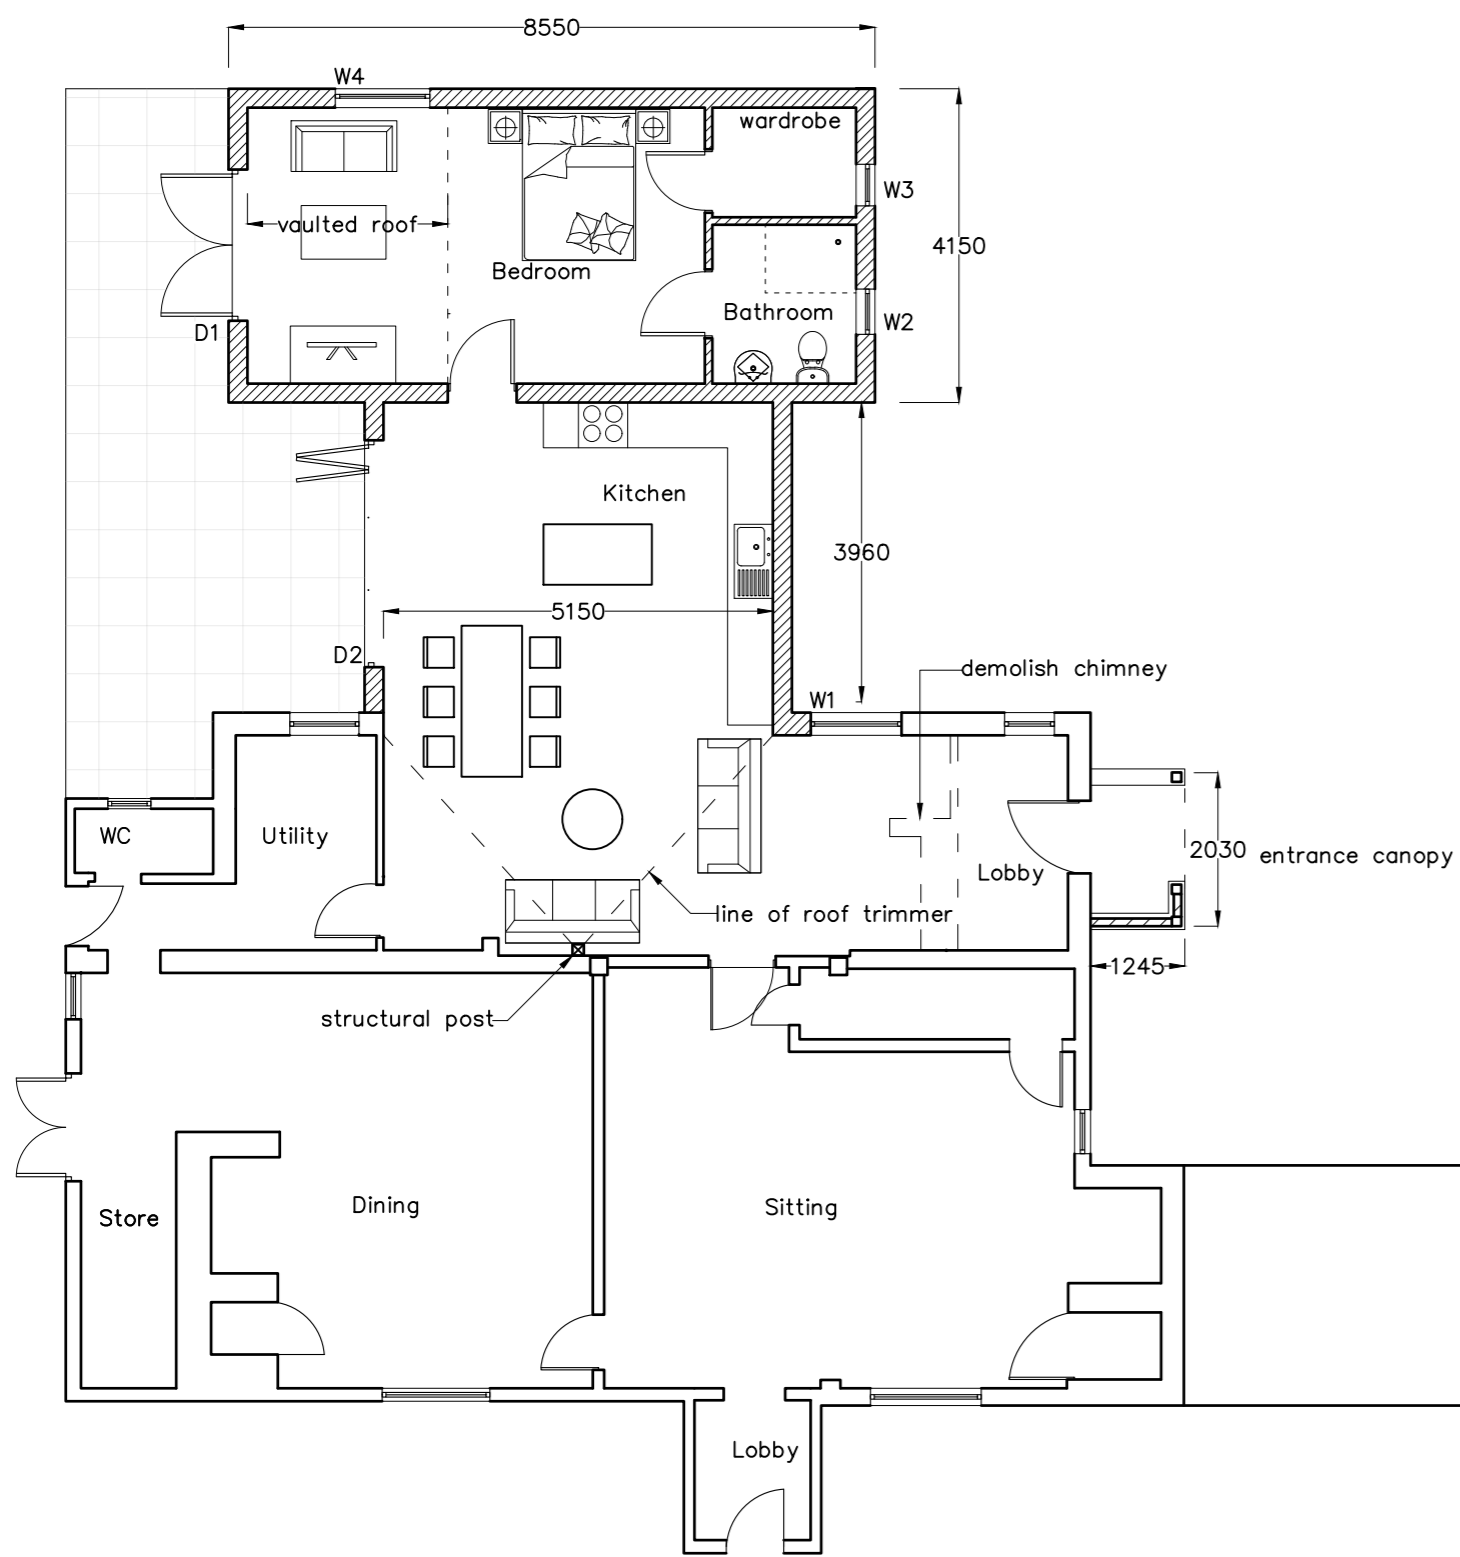 8550
W4
wardrobe
W3
vaulted roof
4150
Bedroom
Bathroom
W2
D1
Kitchen
3960
5150
D2
demolish chimney
W1
WC
Utility
2030
entrance canopy
Lobby
line of roof trimmer
1245
structural post
Dining
Sitting
Store
Lobby